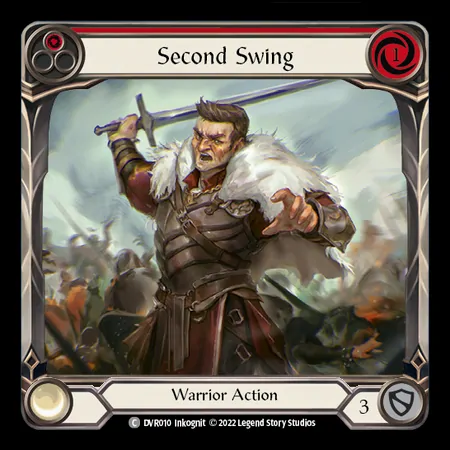 Second Swing
1
Warrior Action
3
C DVR010 Inkognit © 2022 Legend Story Studios